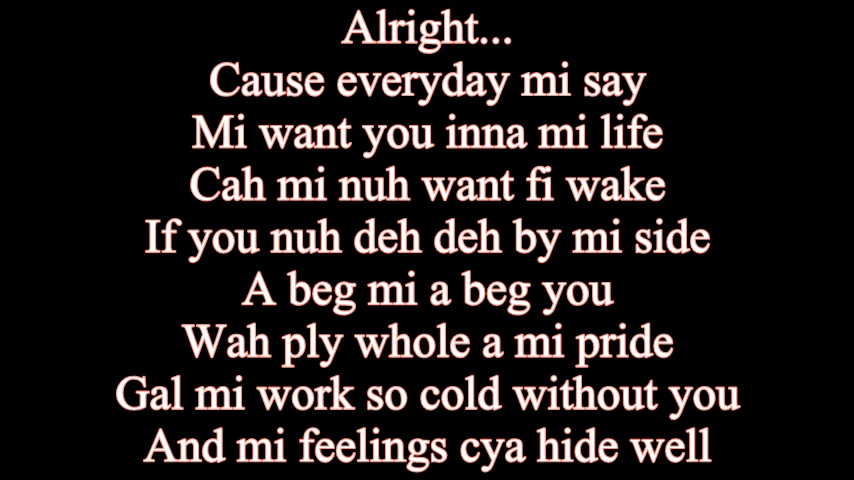 Alright...
Cause everyday mi say
Mi want you inna mi life
Cah mi nuh want fi wake
If you nuh deh deh by mi side
A beg mi a beg you
Wah ply whole a mi pride
Gal mi work so cold without you
And mi feelings cya hide well